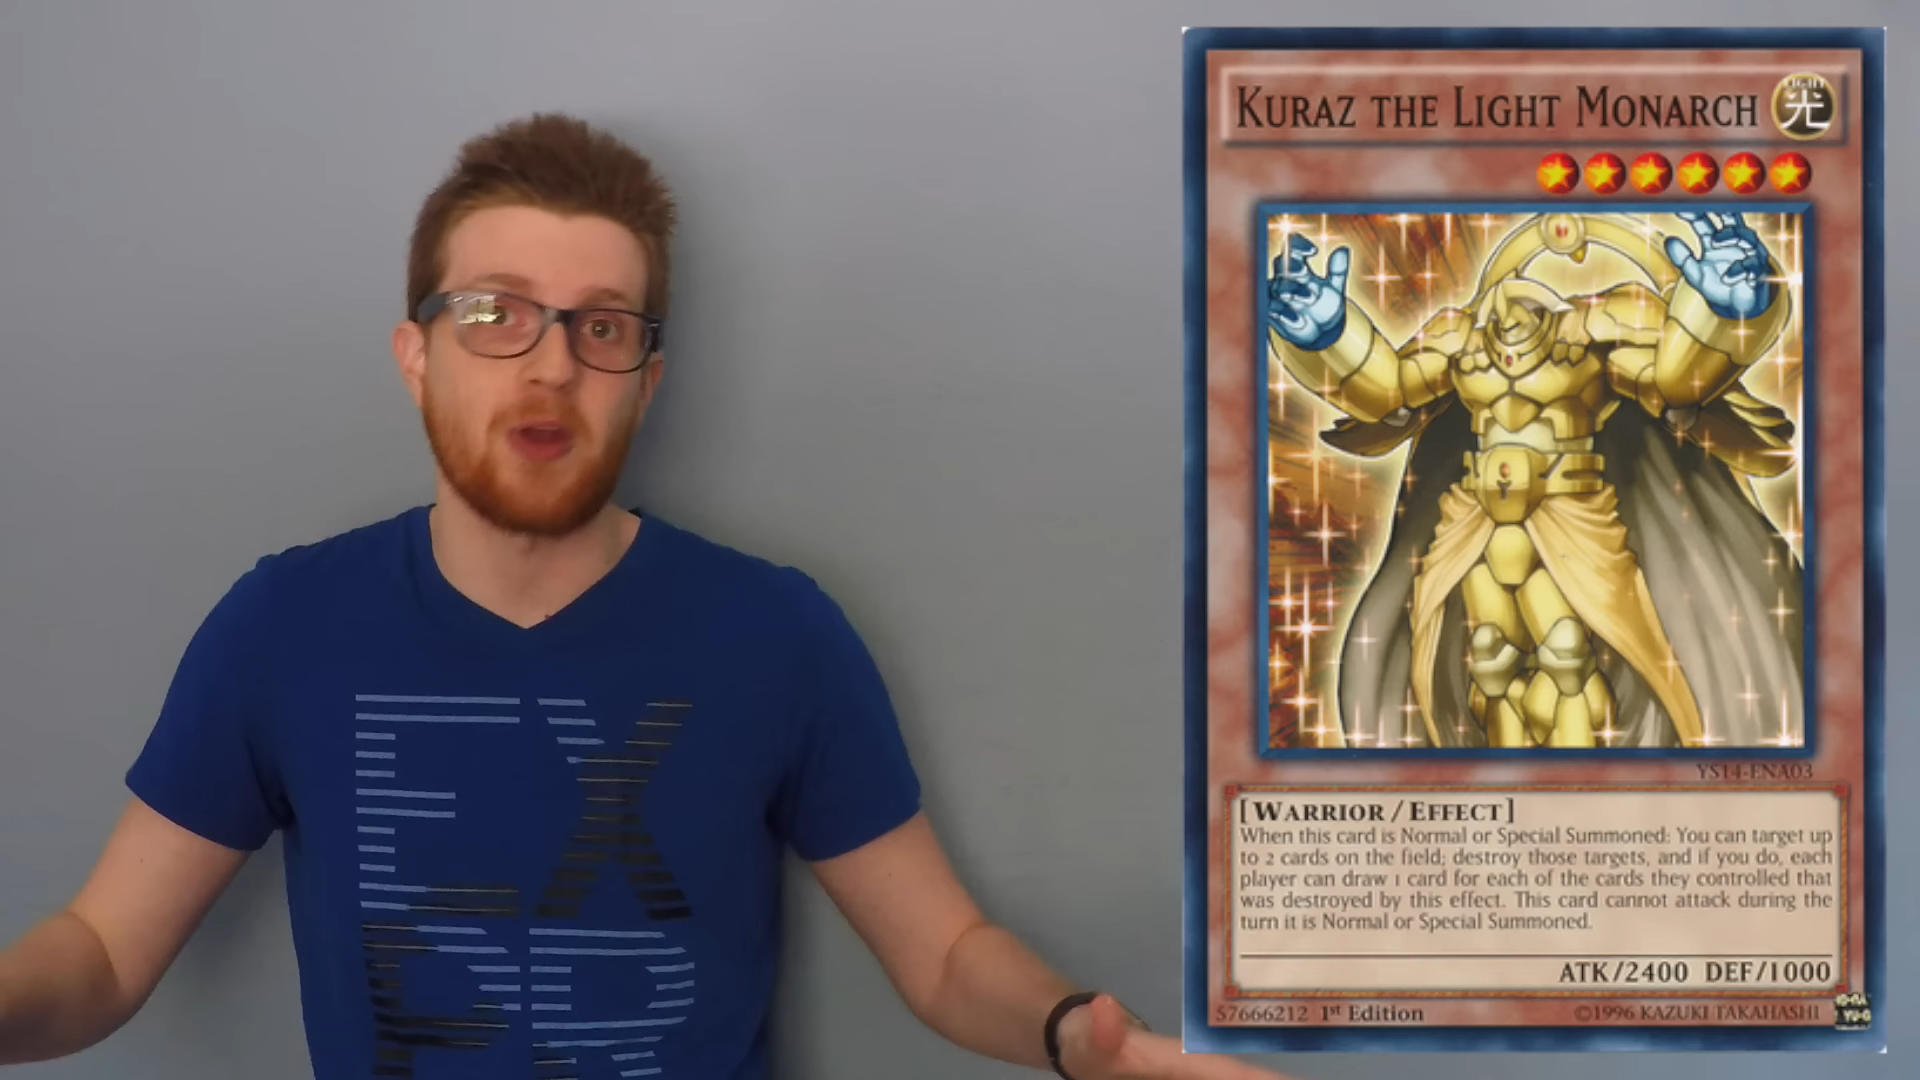 KURAZ THE LIGHT MONARCH
LIGHT
光
YS14-ENA03
[WARRIOR/EFFECT]
When this card is Normal or Special Summoned: You can target up
to 2 cards on the field; destroy those targets, and if you do, each
player can draw 1 card for each of the cards they controlled that
was destroyed by this effect. This card cannot attack during the
turn it is Normal or Special Summoned.
ATK/2400 DEF/1000
57666212 1st Edition
©1996 KAZUKI TAKAHASHI
EX